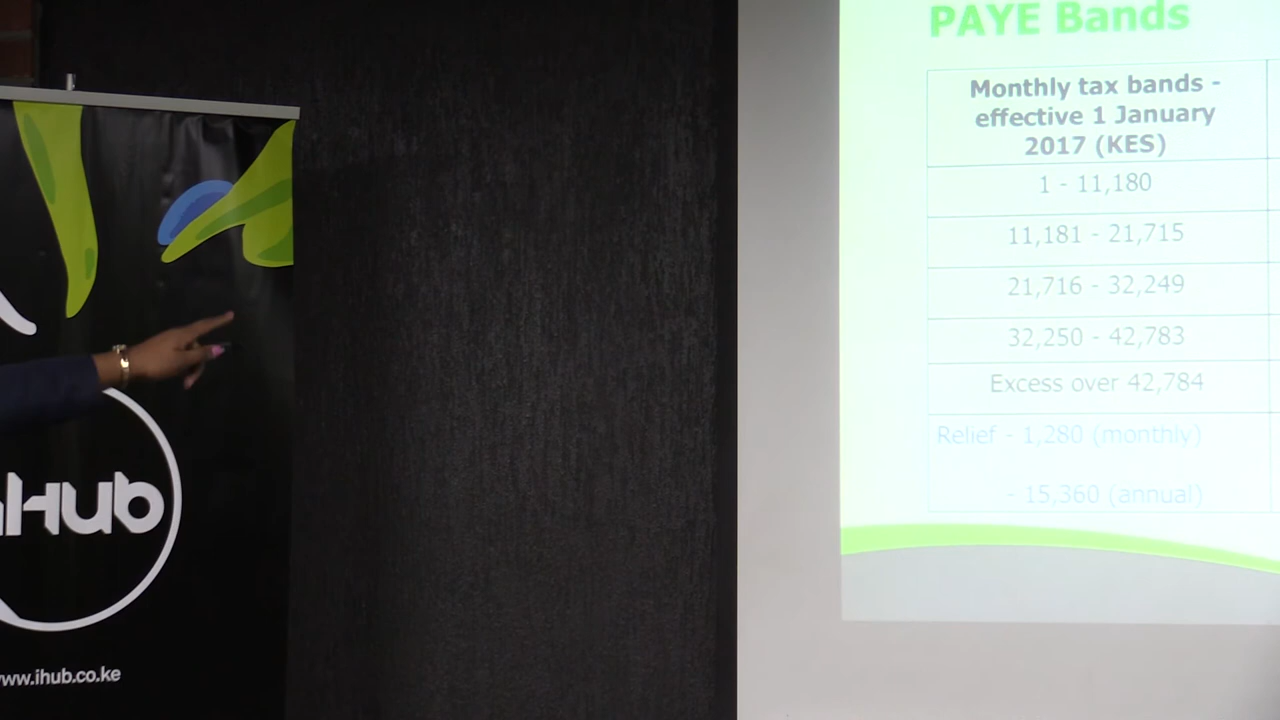 iHub
www.ihub.co.ke
PAYE Bands
Monthly tax bands -
effective 1 January
2017 (KES)
1 - 11,180
11,181 - 21,715
21,716 - 32,249
32,250 - 42,783
Excess over 42,784
Relief - 1,280 (monthly)
- 15,360 (annual)